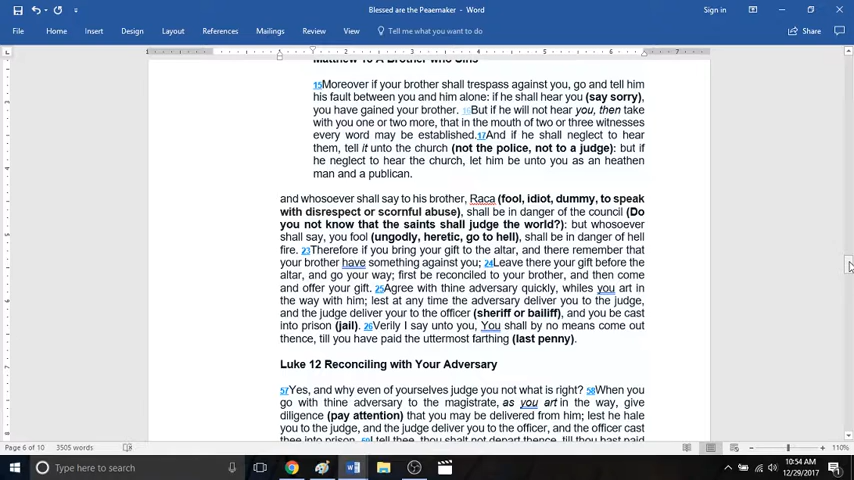 Blessed are the Peaemaker - Word
Sign in
File Home Insert Design Layout References Mailings Review View Tell me what you want to do Share
Matthew 18 A Brother who Sins
15Moreover if your brother shall trespass against you, go and tell him
his fault between you and him alone: if he shall hear you (say sorry),
you have gained your brother. 16But if he will not hear you, then take
with you one or two more, that in the mouth of two or three witnesses
every word may be established.17And if he shall neglect to hear
them, tell it unto the church (not the police, not to a judge): but if
he neglect to hear the church, let him be unto you as an heathen
man and a publican.
and whosoever shall say to his brother, Raca (fool, idiot, dummy, to speak
with disrespect or scornful abuse), shall be in danger of the council (Do
you not know that the saints shall judge the world?): but whosoever
shall say, you fool (ungodly, heretic, go to hell), shall be in danger of hell
fire. 23Therefore if you bring your gift to the altar, and there remember that
your brother have something against you; 24Leave there your gift before the
altar, and go your way; first be reconciled to your brother, and then come
and offer your gift. 25Agree with thine adversary quickly, whiles you art in
the way with him; lest at any time the adversary deliver you to the judge,
and the judge deliver your to the officer (sheriff or bailiff), and you be cast
into prison (jail). 26Verily I say unto you, You shall by no means come out
thence, till you have paid the uttermost farthing (last penny).
Luke 12 Reconciling with Your Adversary
57Yes, and why even of yourselves judge you not what is right? 58When you
go with thine adversary to the magistrate, as you art in the way, give
diligence (pay attention) that you may be delivered from him; lest he hale
you to the judge, and the judge deliver you to the officer, and the officer cast
thee into prison. 59I tell thee, thou shalt not depart thence, till thou hast paid
Page 6 of 10 3505 words 110%
Type here to search
10:54 AM
12/29/2017